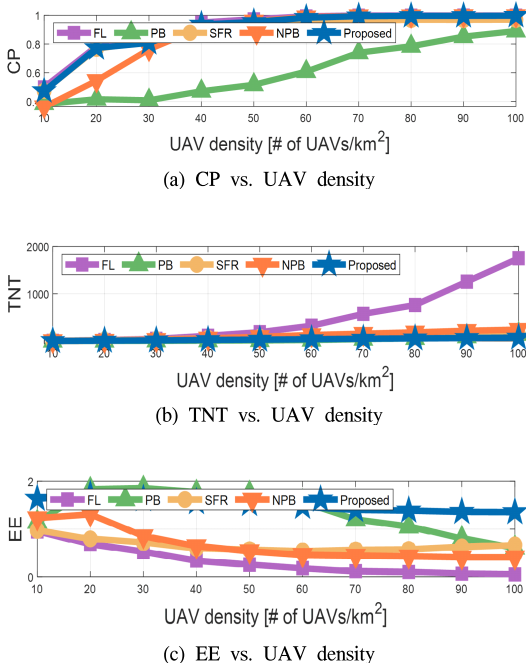 1
FL PB SFR NPB Proposed
0.8
CP
0.6
0.4
10 20 30 40 50 60 70 80 90 100
UAV density [# of UAVs/km²]
(a) CP vs. UAV density
2000
FL PB SFR NPB Proposed
1000
TNT
10 20 30 40 50 60 70 80 90 100
UAV density [# of UAVs/km²]
(b) TNT vs. UAV density
2
FL PB SFR NPB Proposed
EE
0
10 20 30 40 50 60 70 80 90 100
UAV density [# of UAVs/km²]
(c) EE vs. UAV density